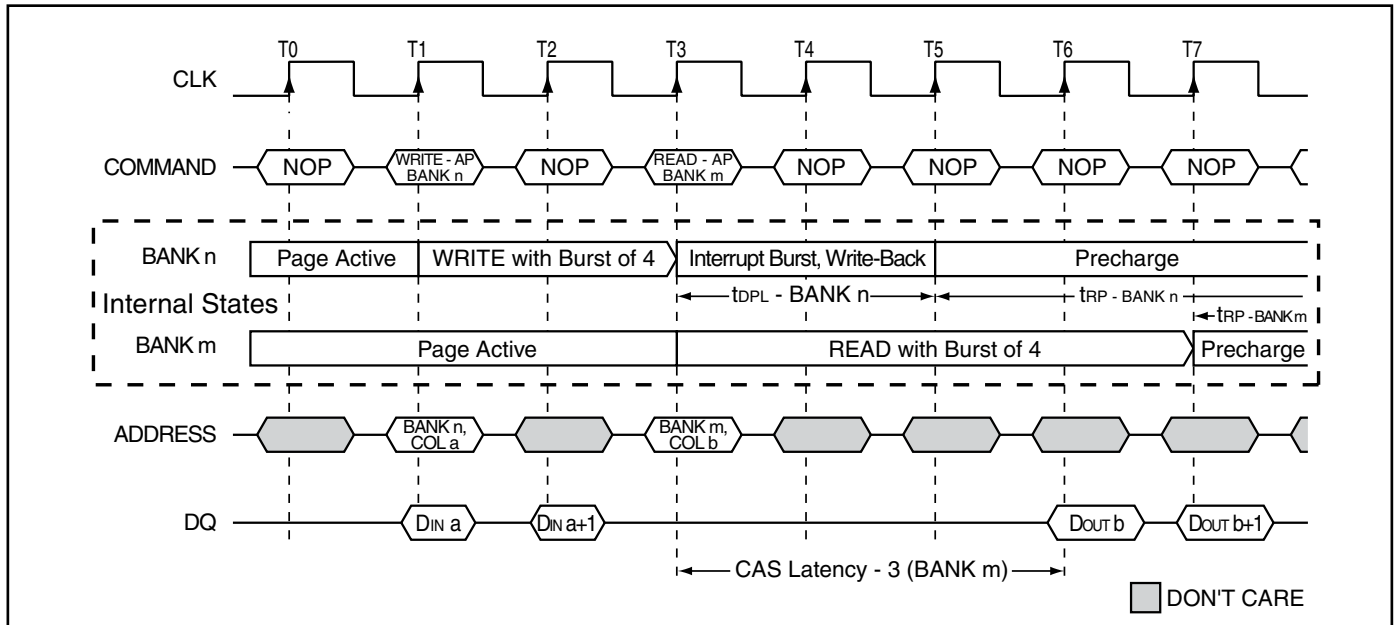 T0 T1 T2 T3 T4 T5 T6 T7
CLK
COMMAND NOP WRITE - AP BANK n NOP READ - AP BANK m NOP NOP NOP NOP
BANK n Page Active WRITE with Burst of 4 Interrupt Burst, Write-Back Precharge
tDPL - BANK n tRP - BANK n
Internal States
tRP - BANK m
BANK m Page Active READ with Burst of 4 Precharge
ADDRESS BANK n, COL a BANK m, COL b
DQ DIN a DIN a+1 DOUT b DOUT b+1
CAS Latency - 3 (BANK m)
DON'T CARE